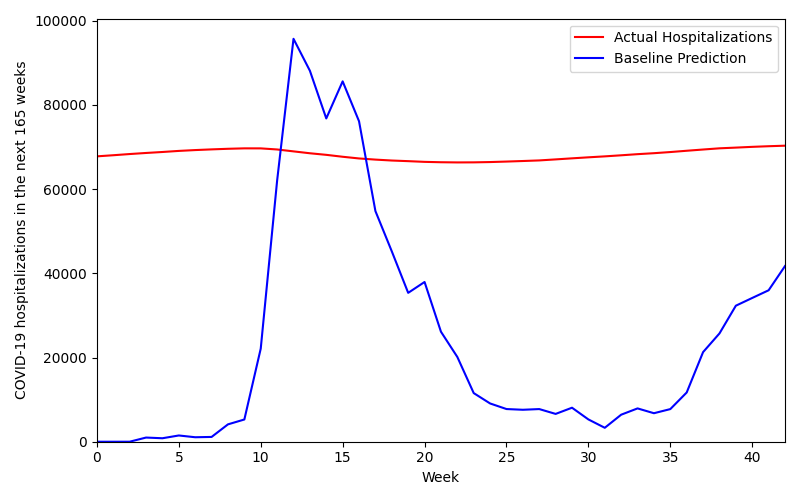 100000
80000
60000
40000
20000
0
COVID-19 hospitalizations in the next 165 weeks
Actual Hospitalizations
Baseline Prediction
0 5 10 15 20 25 30 35 40
Week